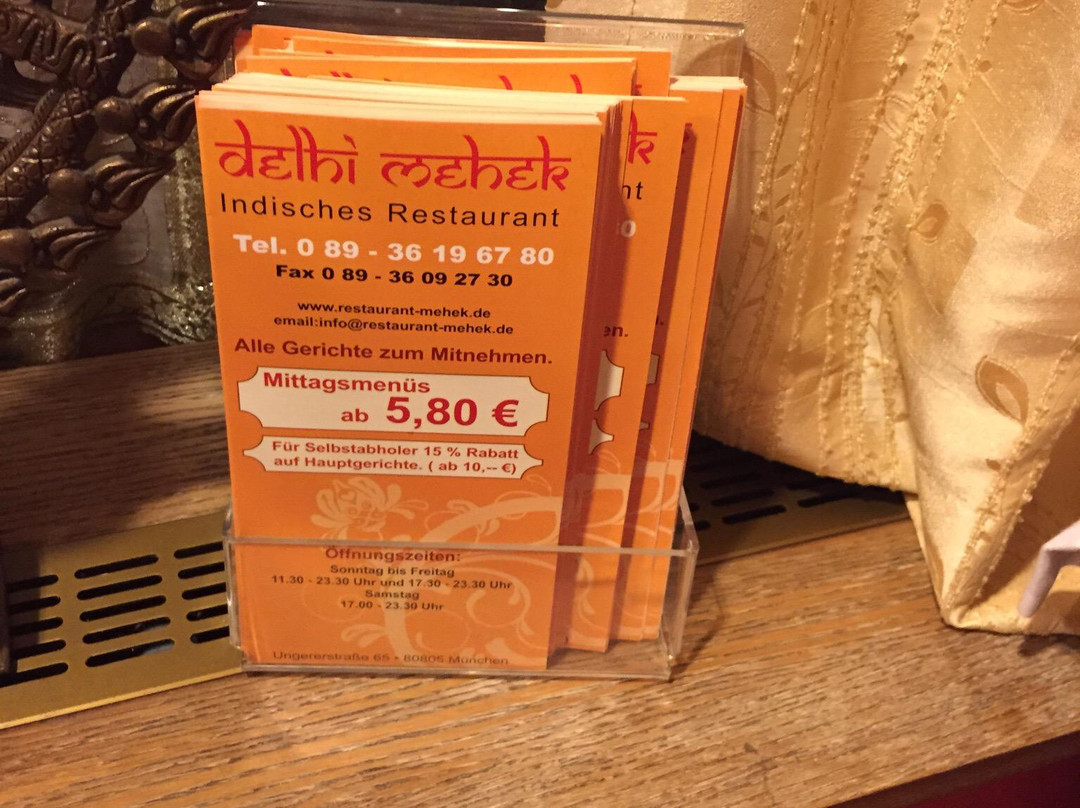 delhi mehek
Indisches Restaurant
Tel. 0 89 - 36 19 67 80
Fax 0 89 - 36 09 27 30
www.restaurant-mehek.de
email:info@restaurant-mehek.de
Alle Gerichte zum Mitnehmen.
Mittagsmenüs
ab 5,80 €
Für Selbstabholer 15 % Rabatt
auf Hauptgerichte. ( ab 10,-- €)
Öffnungszeiten:
Sonntag bis Freitag
11.30 - 23.30 Uhr und 17.30 - 23.30 Uhr
Samstag
17.00 - 23.30 Uhr
Ungererstraße 65 • 80805 München